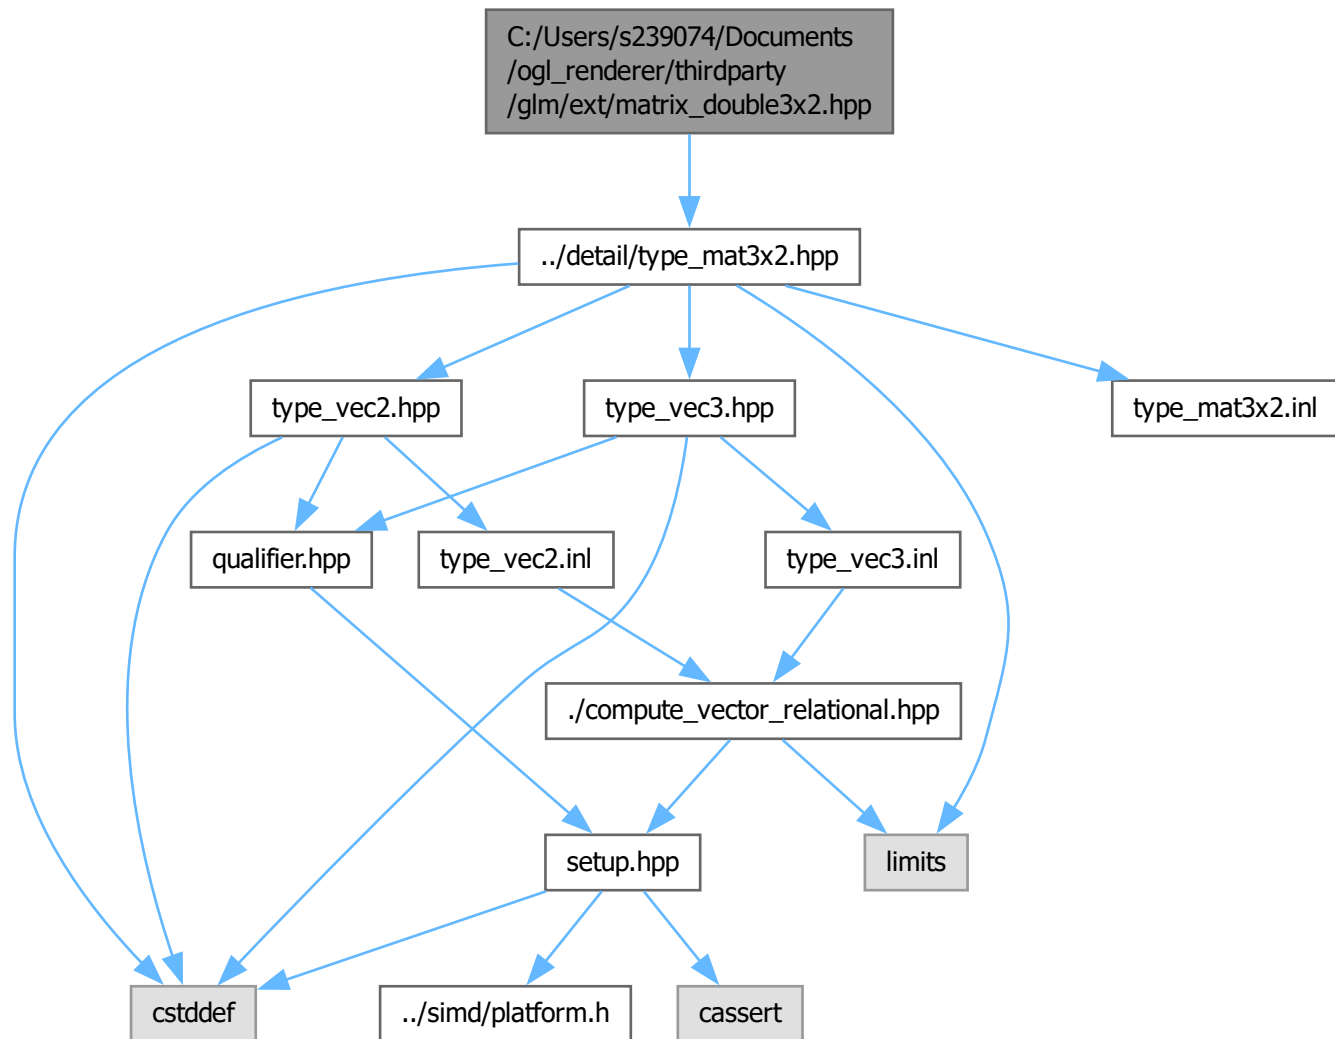 C:/Users/s239074/Documents
/ogl_renderer/thirdparty
/glm/ext/matrix_double3x2.hpp
../detail/type_mat3x2.hpp
type_vec2.hpp
type_vec3.hpp
type_mat3x2.inl
qualifier.hpp
type_vec2.inl
type_vec3.inl
./compute_vector_relational.hpp
setup.hpp
limits
cstddef
../simd/platform.h
cassert